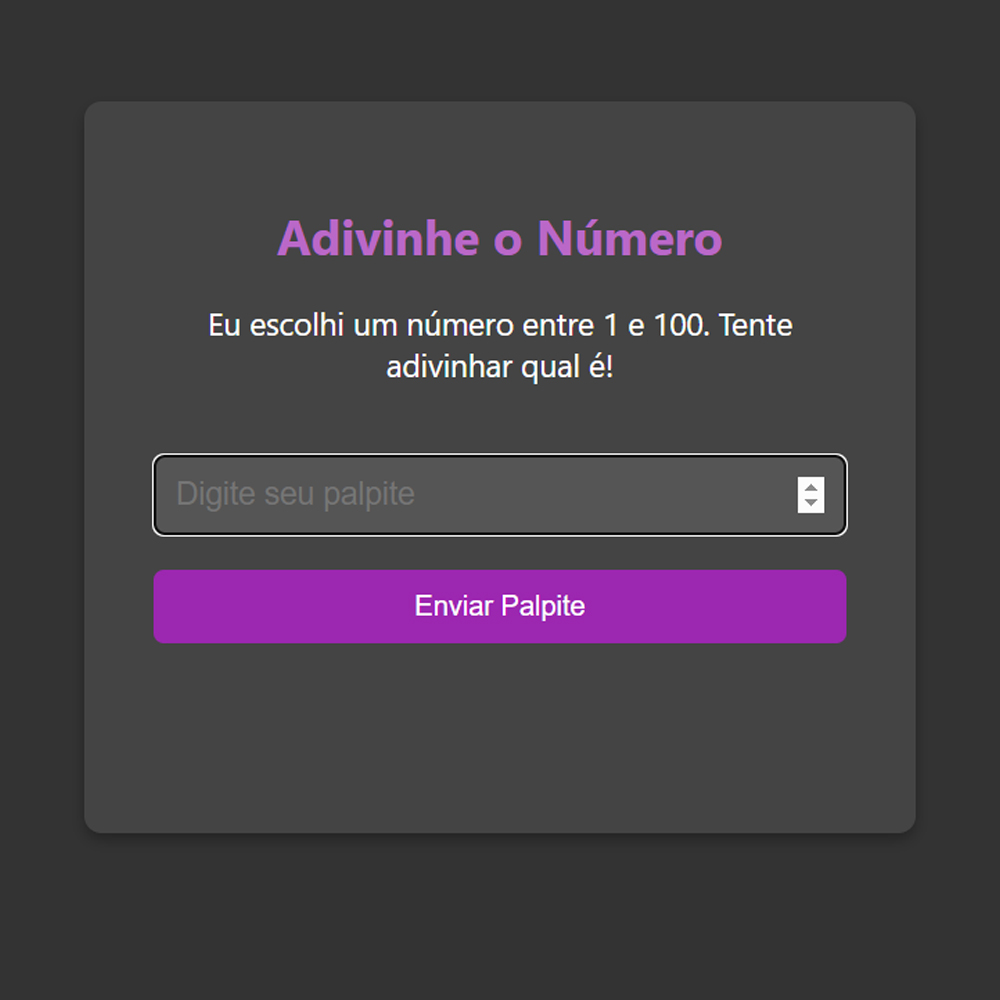 Adivinhe o Número
Eu escolhi um número entre 1 e 100. Tente
adivinhar qual é!
Digite seu palpite
Enviar Palpite